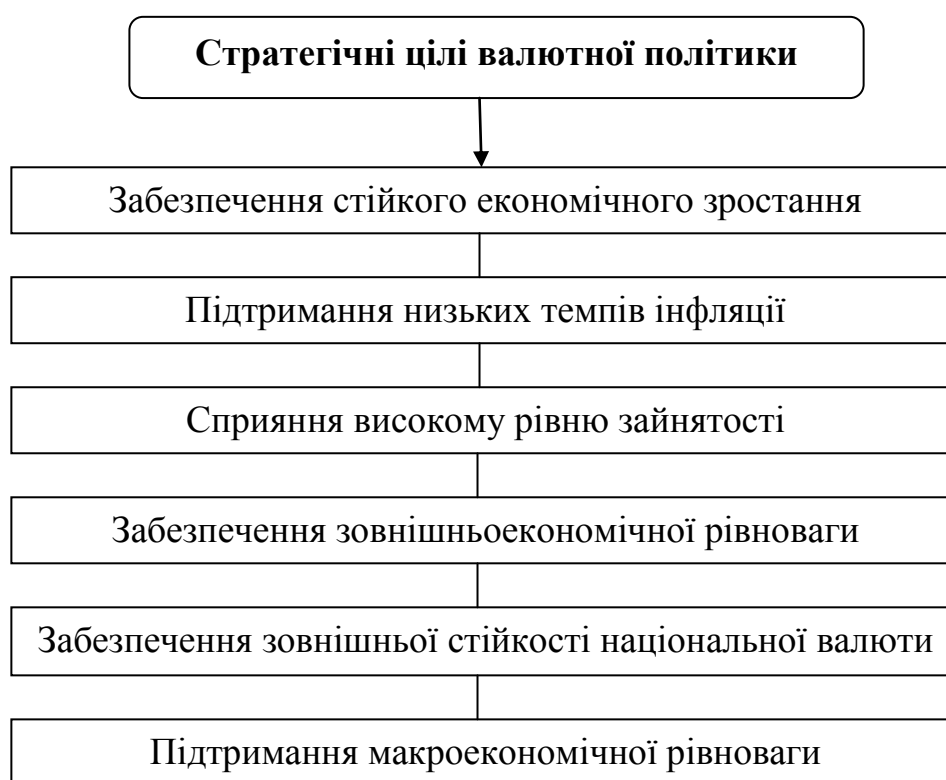 Стратегічні цілі валютної політики
Забезпечення стійкого економічного зростання
Підтримання низьких темпів інфляції
Сприяння високому рівню зайнятості
Забезпечення зовнішньоекономічної рівноваги
Забезпечення зовнішньої стійкості національної валюти
Підтримання макроекономічної рівноваги